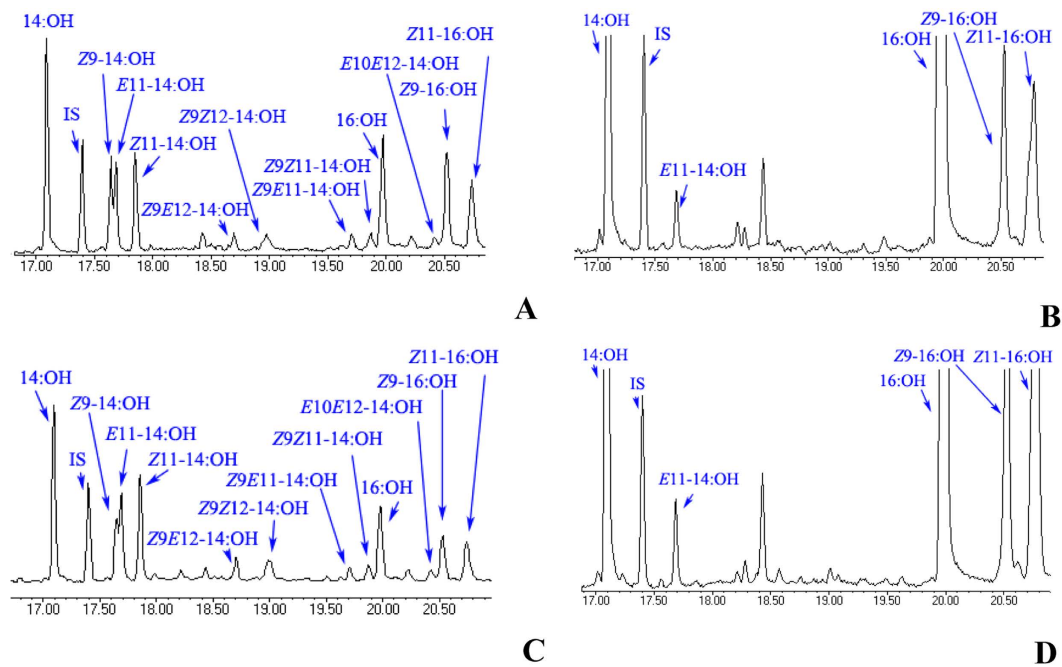 14:OH
Z9-14:OH
E11-14:OH
IS
Z11-14:OH
Z9Z12-14:OH
Z9E12-14:OH
Z9Z11-14:OH
Z9E11-14:OH
16:OH
E10E12-14:OH
Z9-16:OH
Z11-16:OH
17.00 17.50 18.00 18.50 19.00 19.50 20.00 20.50
A
14:OH
IS
E11-14:OH
16:OH
Z9-16:OH
Z11-16:OH
17.00 17.50 18.00 18.50 19.00 19.50 20.00 20.50
B
14:OH
Z9-14:OH
E11-14:OH
IS
Z11-14:OH
Z9E12-14:OH
Z9Z12-14:OH
Z9E11-14:OH
Z9Z11-14:OH
16:OH
E10E12-14:OH
Z9-16:OH
Z11-16:OH
17.00 17.50 18.00 18.50 19.00 19.50 20.00 20.50
C
14:OH
IS
E11-14:OH
16:OH
Z9-16:OH
Z11-16:OH
17.00 17.50 18.00 18.50 19.00 19.50 20.00 20.50
D